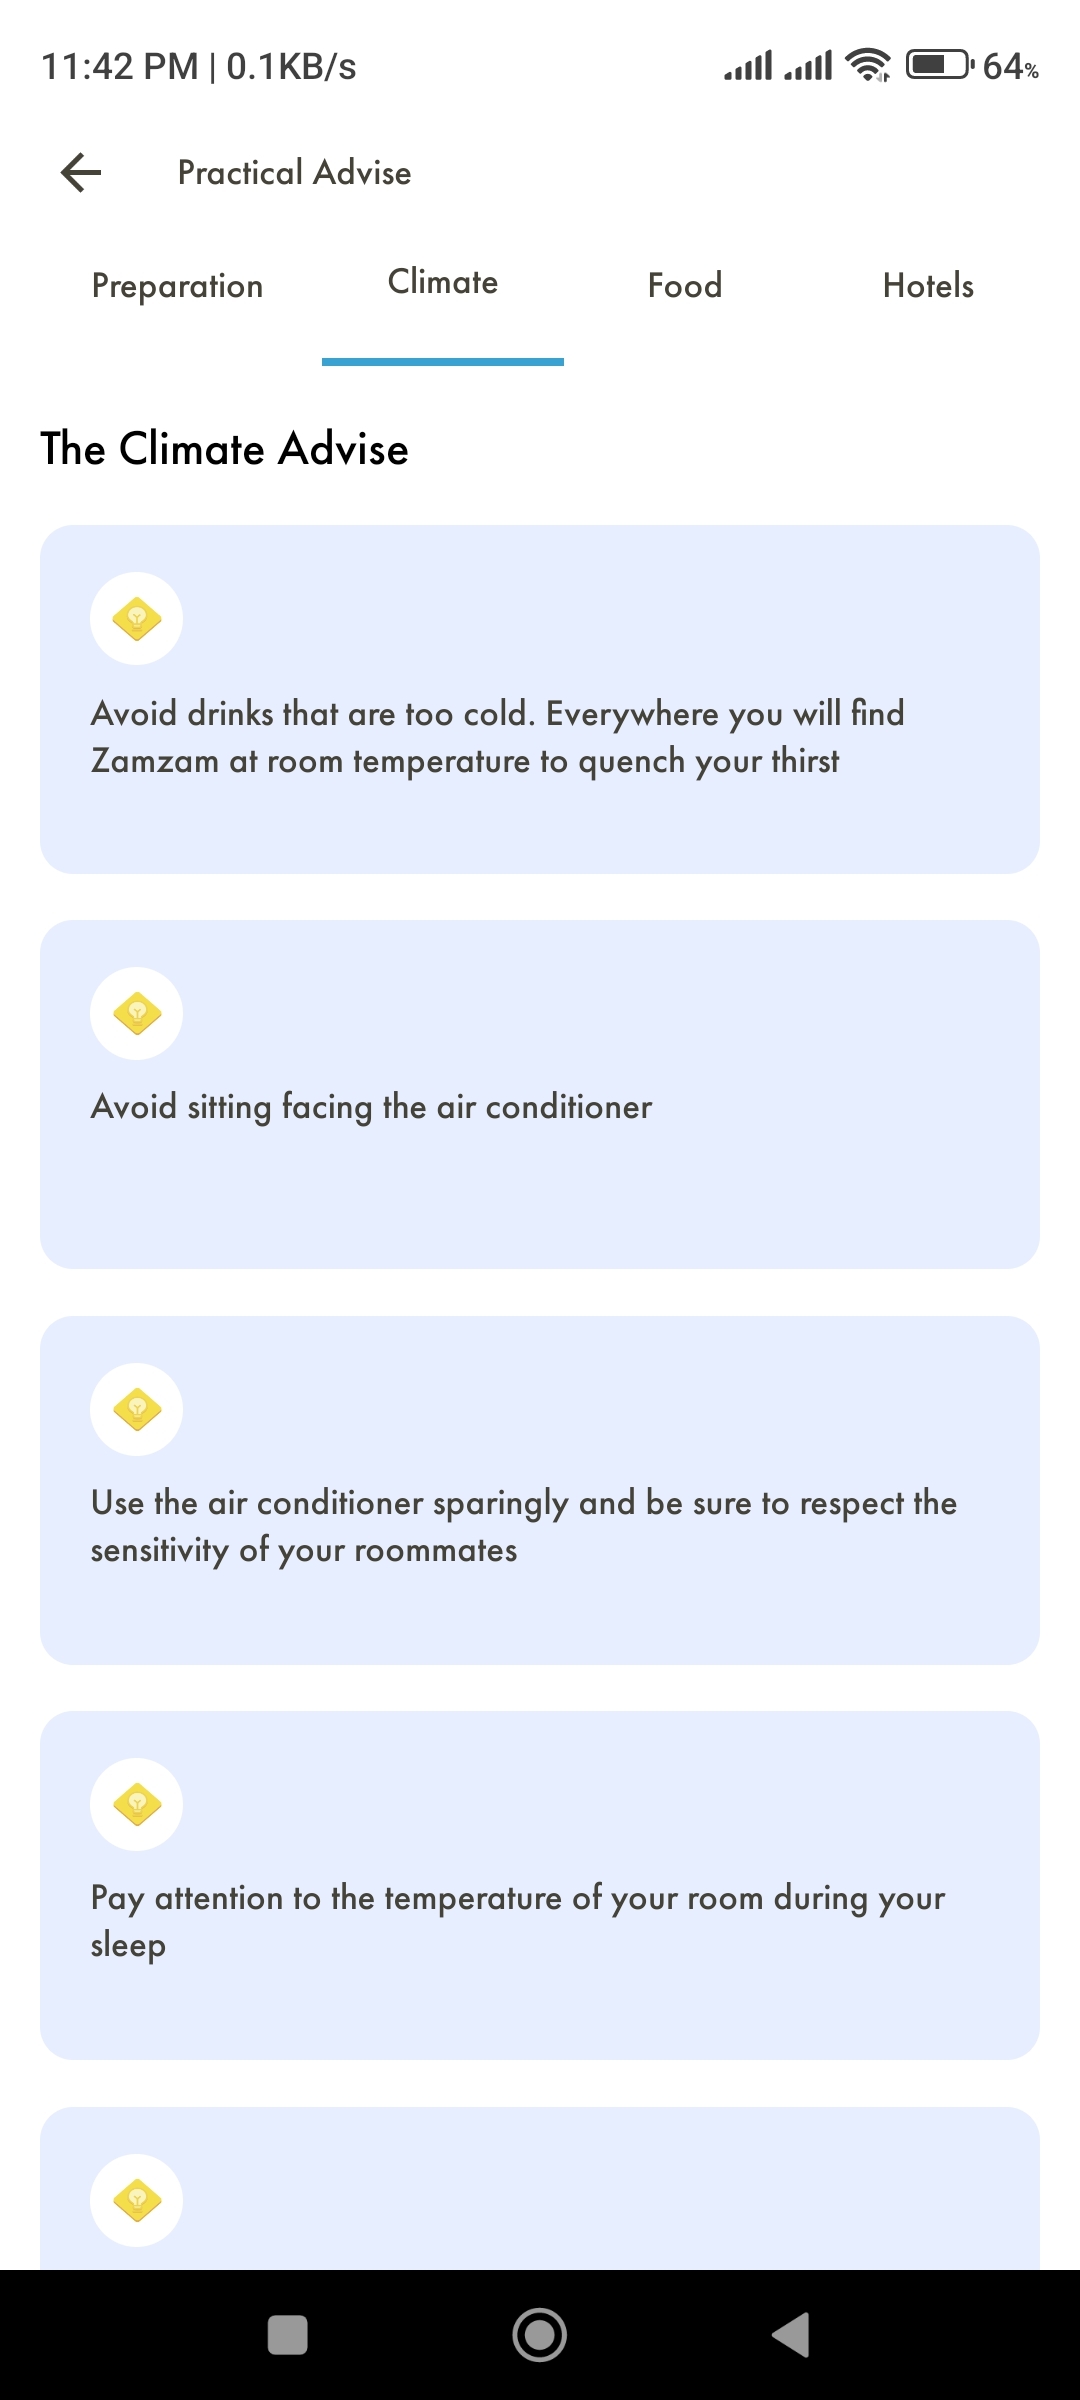 11:42 PM | 0.1KB/s
64%
Practical Advise
Preparation
Climate
Food
Hotels
The Climate Advise
Avoid drinks that are too cold. Everywhere you will find
Zamzam at room temperature to quench your thirst
Avoid sitting facing the air conditioner
Use the air conditioner sparingly and be sure to respect the
sensitivity of your roommates
Pay attention to the temperature of your room during your
sleep